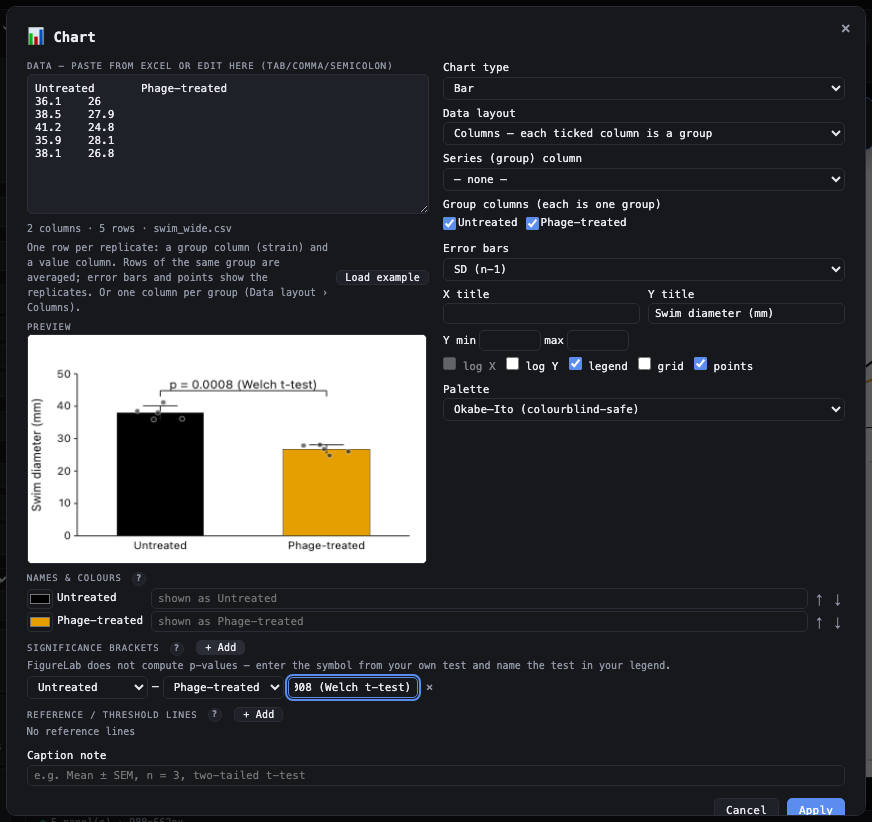 📊 Chart
×
DATA — PASTE FROM EXCEL OR EDIT HERE (TAB/COMMA/SEMICOLON)
Untreated Phage-treated
36.1 26
38.5 27.9
41.2 24.8
35.9 28.1
38.1 26.8
2 columns · 5 rows · swim_wide.csv
One row per replicate: a group column (strain) and
a value column. Rows of the same group are
averaged; error bars and points show the
replicates. Or one column per group (Data layout ›
Columns).
Load example
PREVIEW
50
40
30
20
10
0
Swim diameter (mm)
p = 0.0008 (Welch t-test)
Untreated
Phage-treated
Chart type
Bar
Data layout
Columns — each ticked column is a group
Series (group) column
— none —
Group columns (each is one group)
Untreated Phage-treated
Error bars
SD (n-1)
X title Y title
Swim diameter (mm)
Y min max
log X log Y legend grid points
Palette
Okabe-Ito (colourblind-safe)
NAMES & COLOURS ?
Untreated shown as Untreated ↑ ↓
Phage-treated shown as Phage-treated ↑ ↓
SIGNIFICANCE BRACKETS ? + Add
FigureLab does not compute p-values — enter the symbol from your own test and name the test in your legend.
Untreated — Phage-treated 08 (Welch t-test) ×
REFERENCE / THRESHOLD LINES ? + Add
No reference lines
Caption note
e.g. Mean ± SEM, n = 3, two-tailed t-test
Cancel Apply